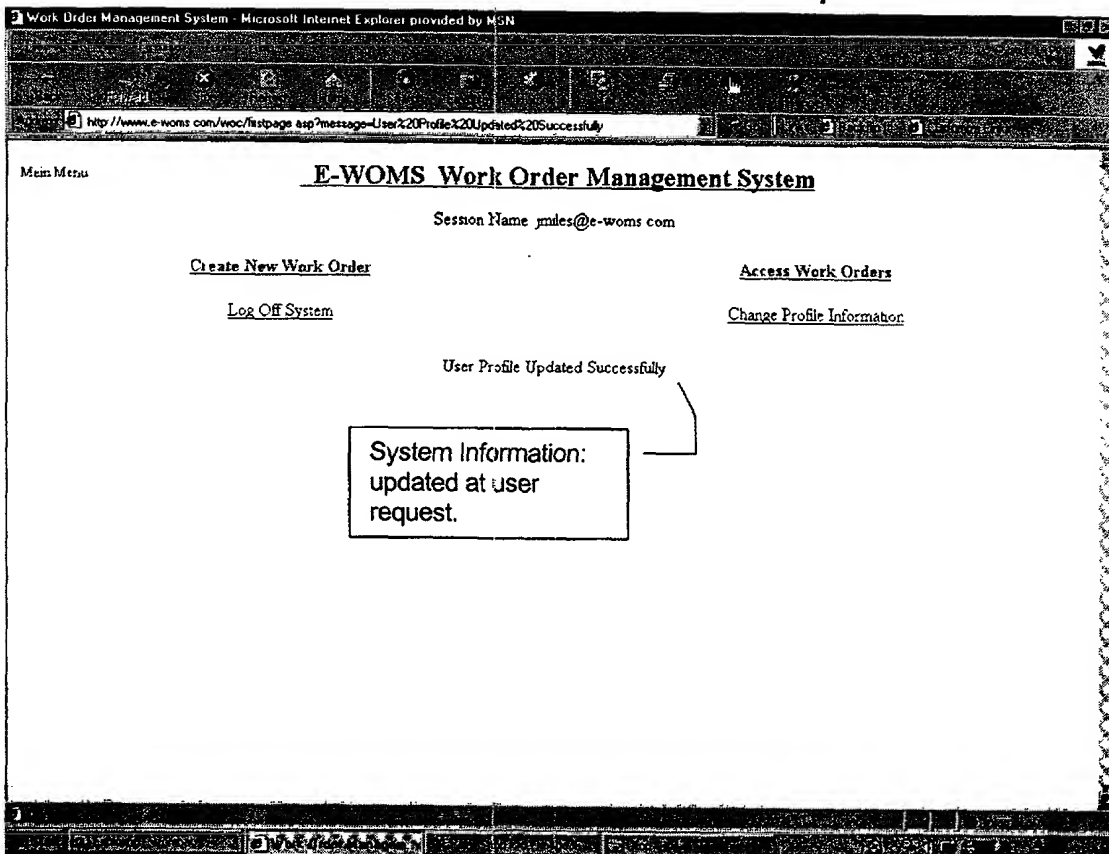 Work Order Management System - Microsoft Internet Explorer provided by MSN
http://www.e-woms com/woc/fistpage asp?message=User%20Profile%20Updated%20Successfully
Mein Menu
E-WOMS Work Order Management System
Session Name jmiles@e-woms com
Create New Work Order
Access Work Orders
Log Off System
Change Profile Information
User Profile Updated Successfully
System Information:
updated at user
request.